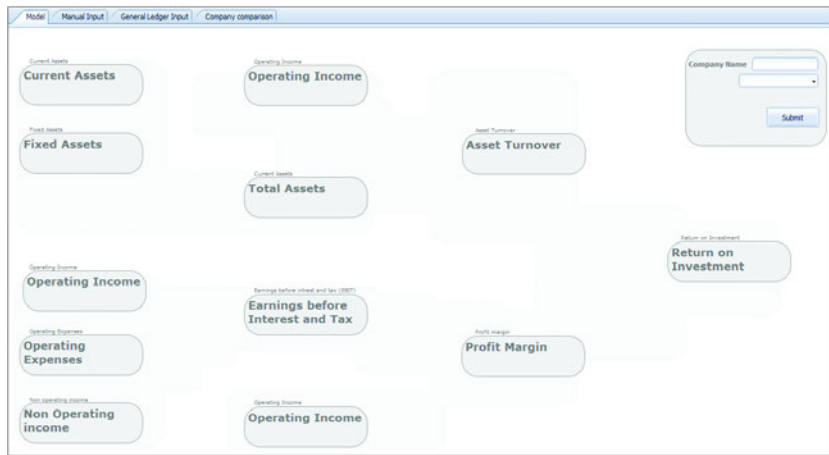 Model Manual Input General Ledger Input Company comparison
Current Assets
Current Assets
Fixed Assets
Fixed Assets
Operating Income
Operating Income
Operating Expenses
Operating
Expenses
Non operating income
Non Operating
income
Operating Income
Operating Income
Current Assets
Total Assets
Earnings before intrest and tax (EBIT)
Earnings before
Interest and Tax
Operating Income
Operating Income
Asset Turnover
Asset Turnover
Profit margin
Profit Margin
Company Name
Submit
Return on Investment
Return on
Investment